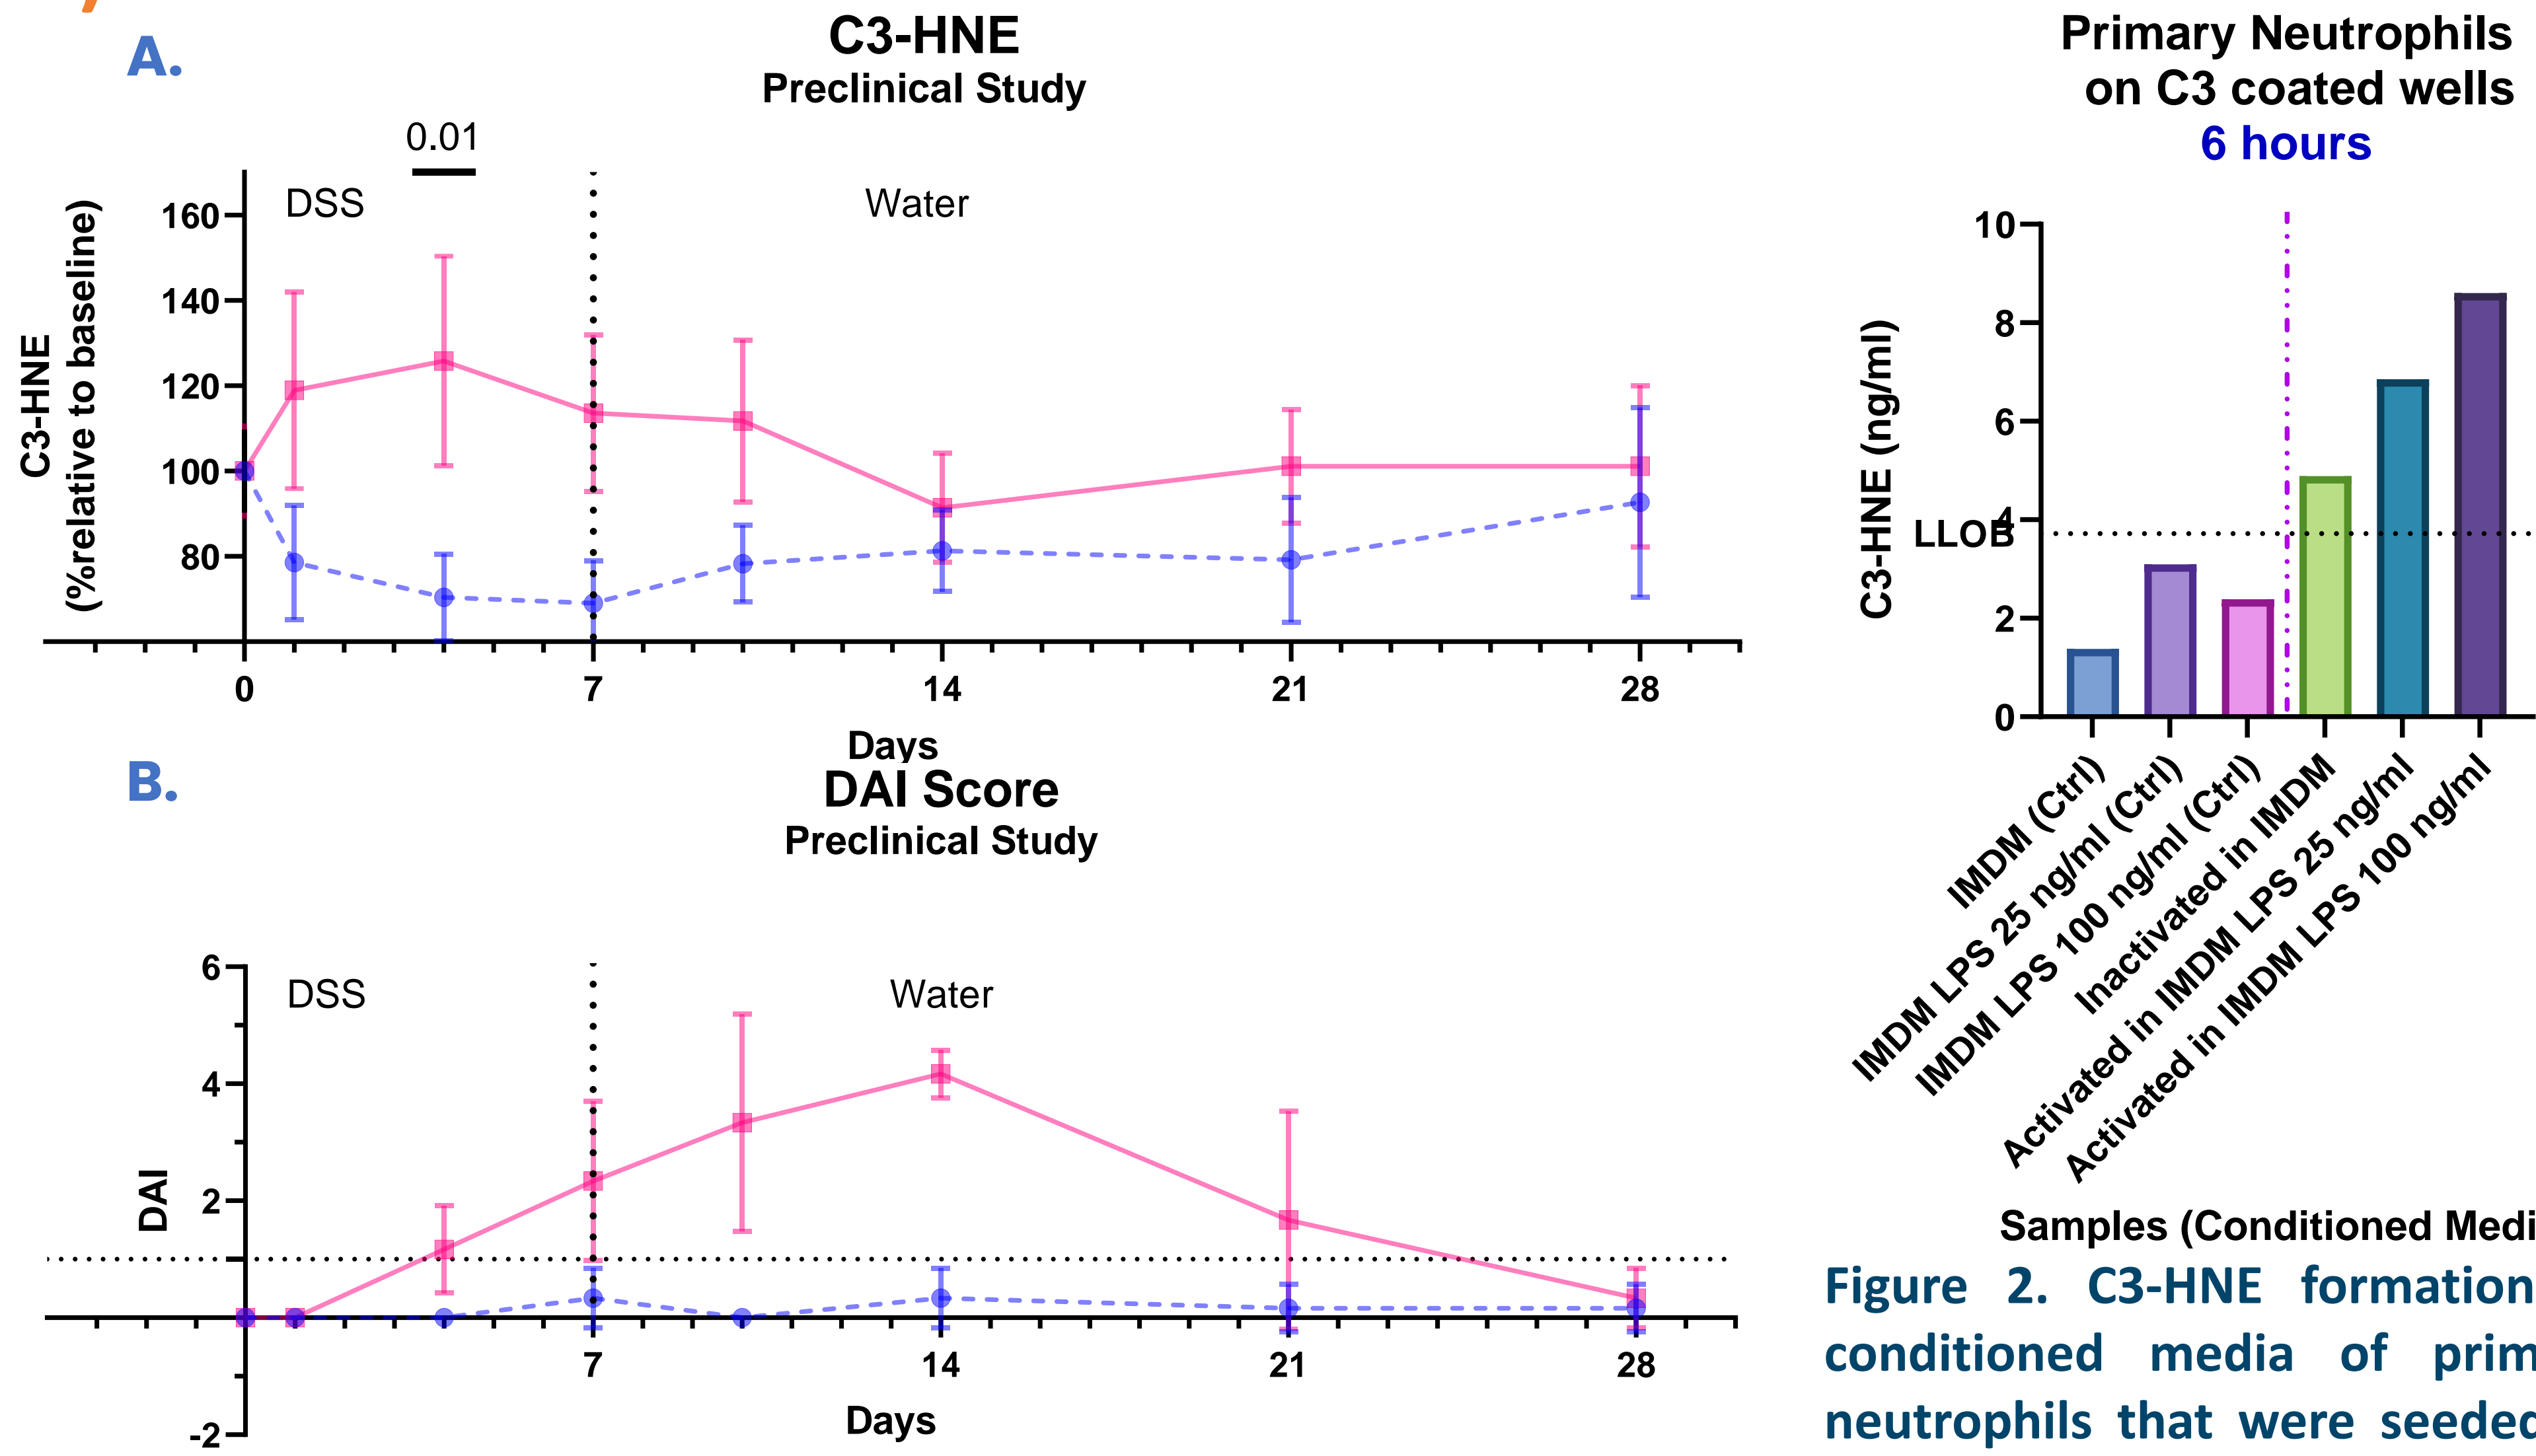 A.
C3-HNE
Preclinical Study
0.01
DSS
Water
C3-HNE
(%relative to baseline)
160
140
120
100
80
0
7
14
21
28
Days
B.
DAI Score
Preclinical Study
DSS
Water
DAI
6
4
2
-2
7
14
21
28
Days
Primary Neutrophils
on C3 coated wells
6 hours
C3-HNE (ng/ml)
10
8
6
4
2
0
IMDM (Ctrl)
IMDM LPS 25 ng/ml (Ctrl)
IMDM LPS 100 ng/ml (Ctrl)
Inactivated in IMDM
Activated in IMDM LPS 25 ng/ml
Activated in IMDM LPS 100 ng/ml
Samples (Conditioned Medi
Figure 2. C3-HNE formation
conditioned media of prim
neutrophils that were seeded